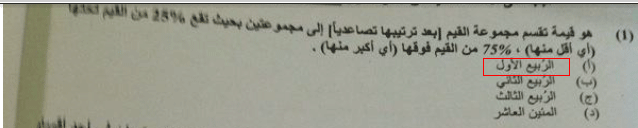 (1) هو قيمة تقسم مجموعة القيم [بعد ترتيبها تصاعدياً] إلى مجموعتين بحيث تقع 25% من القيم تحتها
(أي أقل منها) ، 75% من القيم فوقها (أي أكبر منها) .
(أ) الربيع الأول
(ب) الربيع الثاني
(ج) الربيع الثالث
(د) المئين العاشر